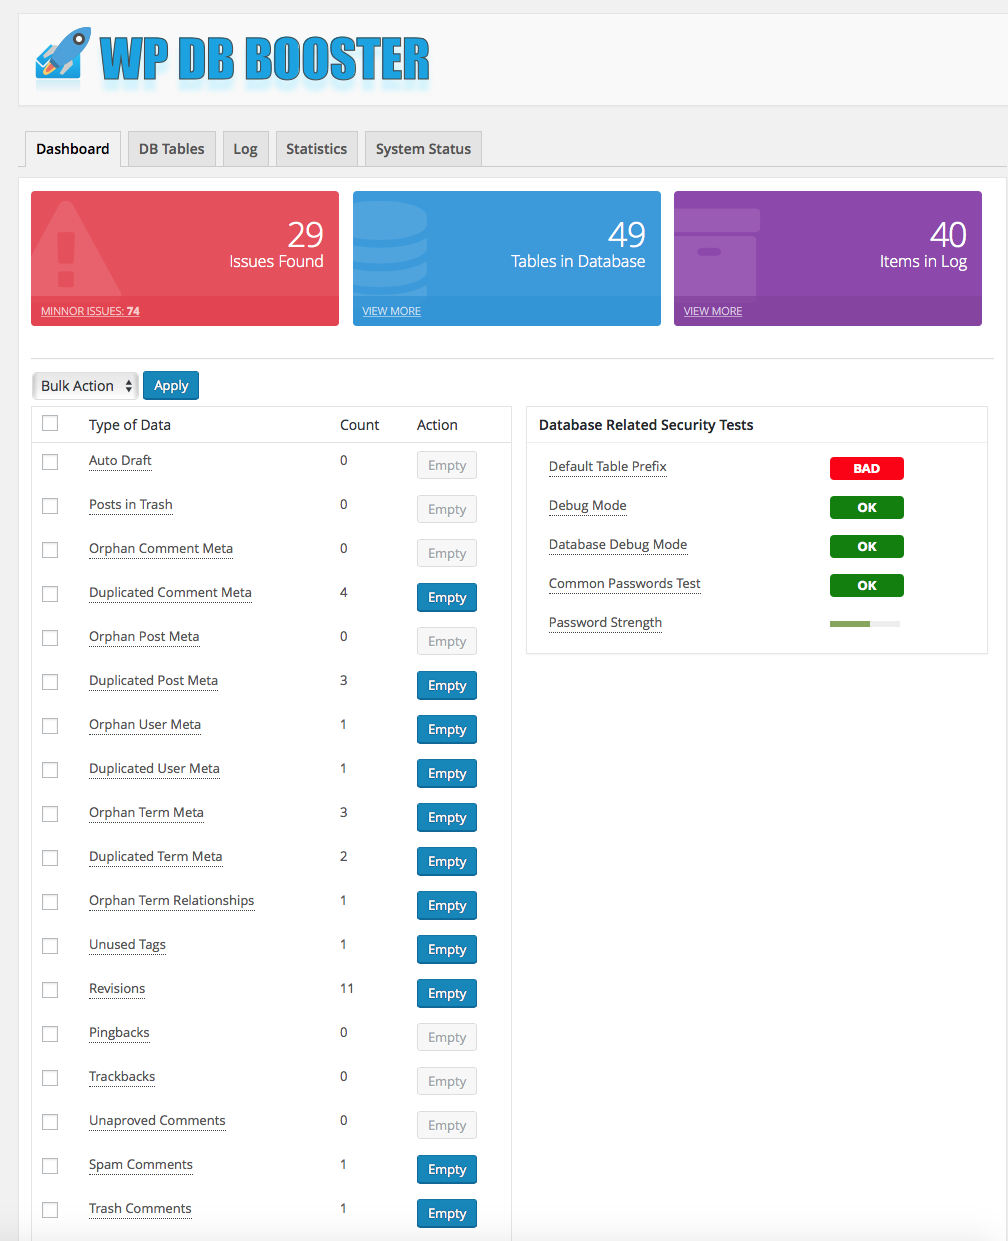 WP DB BOOSTER
Dashboard DB Tables Log Statistics System Status
29
Issues Found
MINNOR ISSUES: 74
49
Tables in Database
VIEW MORE
40
Items in Log
VIEW MORE
Bulk Action Apply
Type of Data Count Action
Auto Draft 0 Empty
Posts in Trash 0 Empty
Orphan Comment Meta 0 Empty
Duplicated Comment Meta 4 Empty
Orphan Post Meta 0 Empty
Duplicated Post Meta 3 Empty
Orphan User Meta 1 Empty
Duplicated User Meta 1 Empty
Orphan Term Meta 3 Empty
Duplicated Term Meta 2 Empty
Orphan Term Relationships 1 Empty
Unused Tags 1 Empty
Revisions 11 Empty
Pingbacks 0 Empty
Trackbacks 0 Empty
Unaproved Comments 0 Empty
Spam Comments 1 Empty
Trash Comments 1 Empty
Database Related Security Tests
Default Table Prefix BAD
Debug Mode OK
Database Debug Mode OK
Common Passwords Test OK
Password Strength